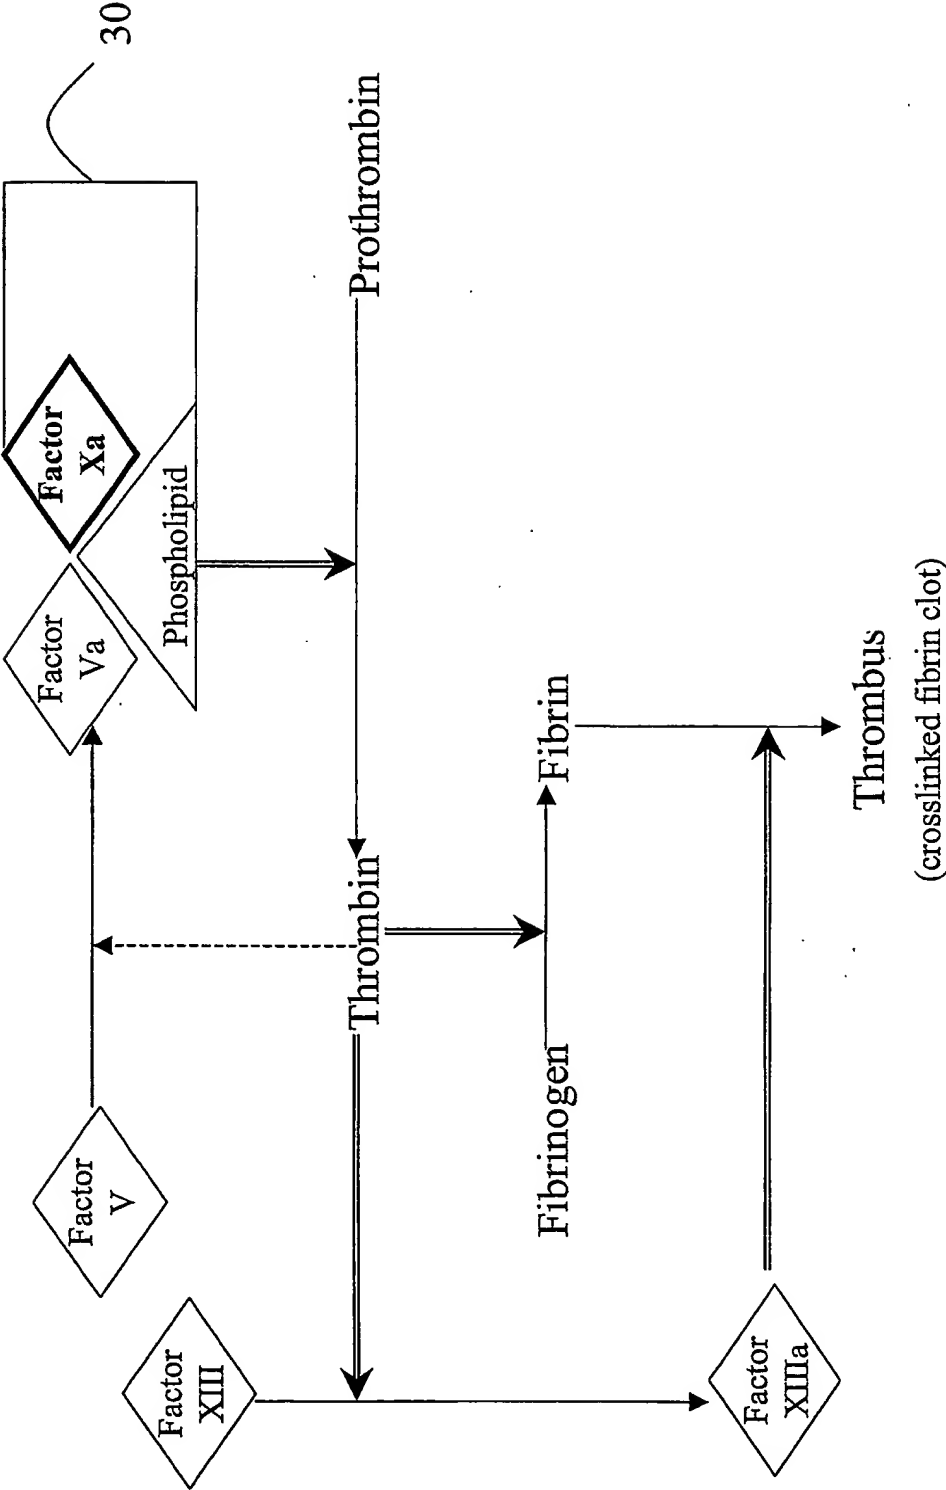 Factor
Va
Factor
Xa
30
Factor
V
Phospholipid
Factor
XIII
Thrombin
Prothrombin
Fibrinogen
Fibrin
Factor
XIIIa
Thrombus
(crosslinked fibrin clot)